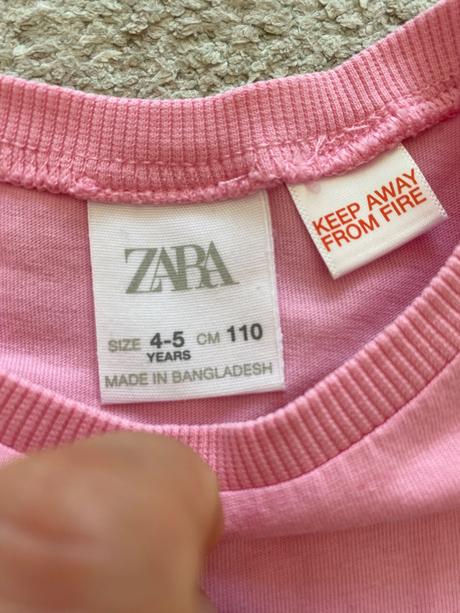 ZARA
SIZE 4-5 CM 110
YEARS
MADE IN BANGLADESH
KEEP AWAY
FROM FIRE